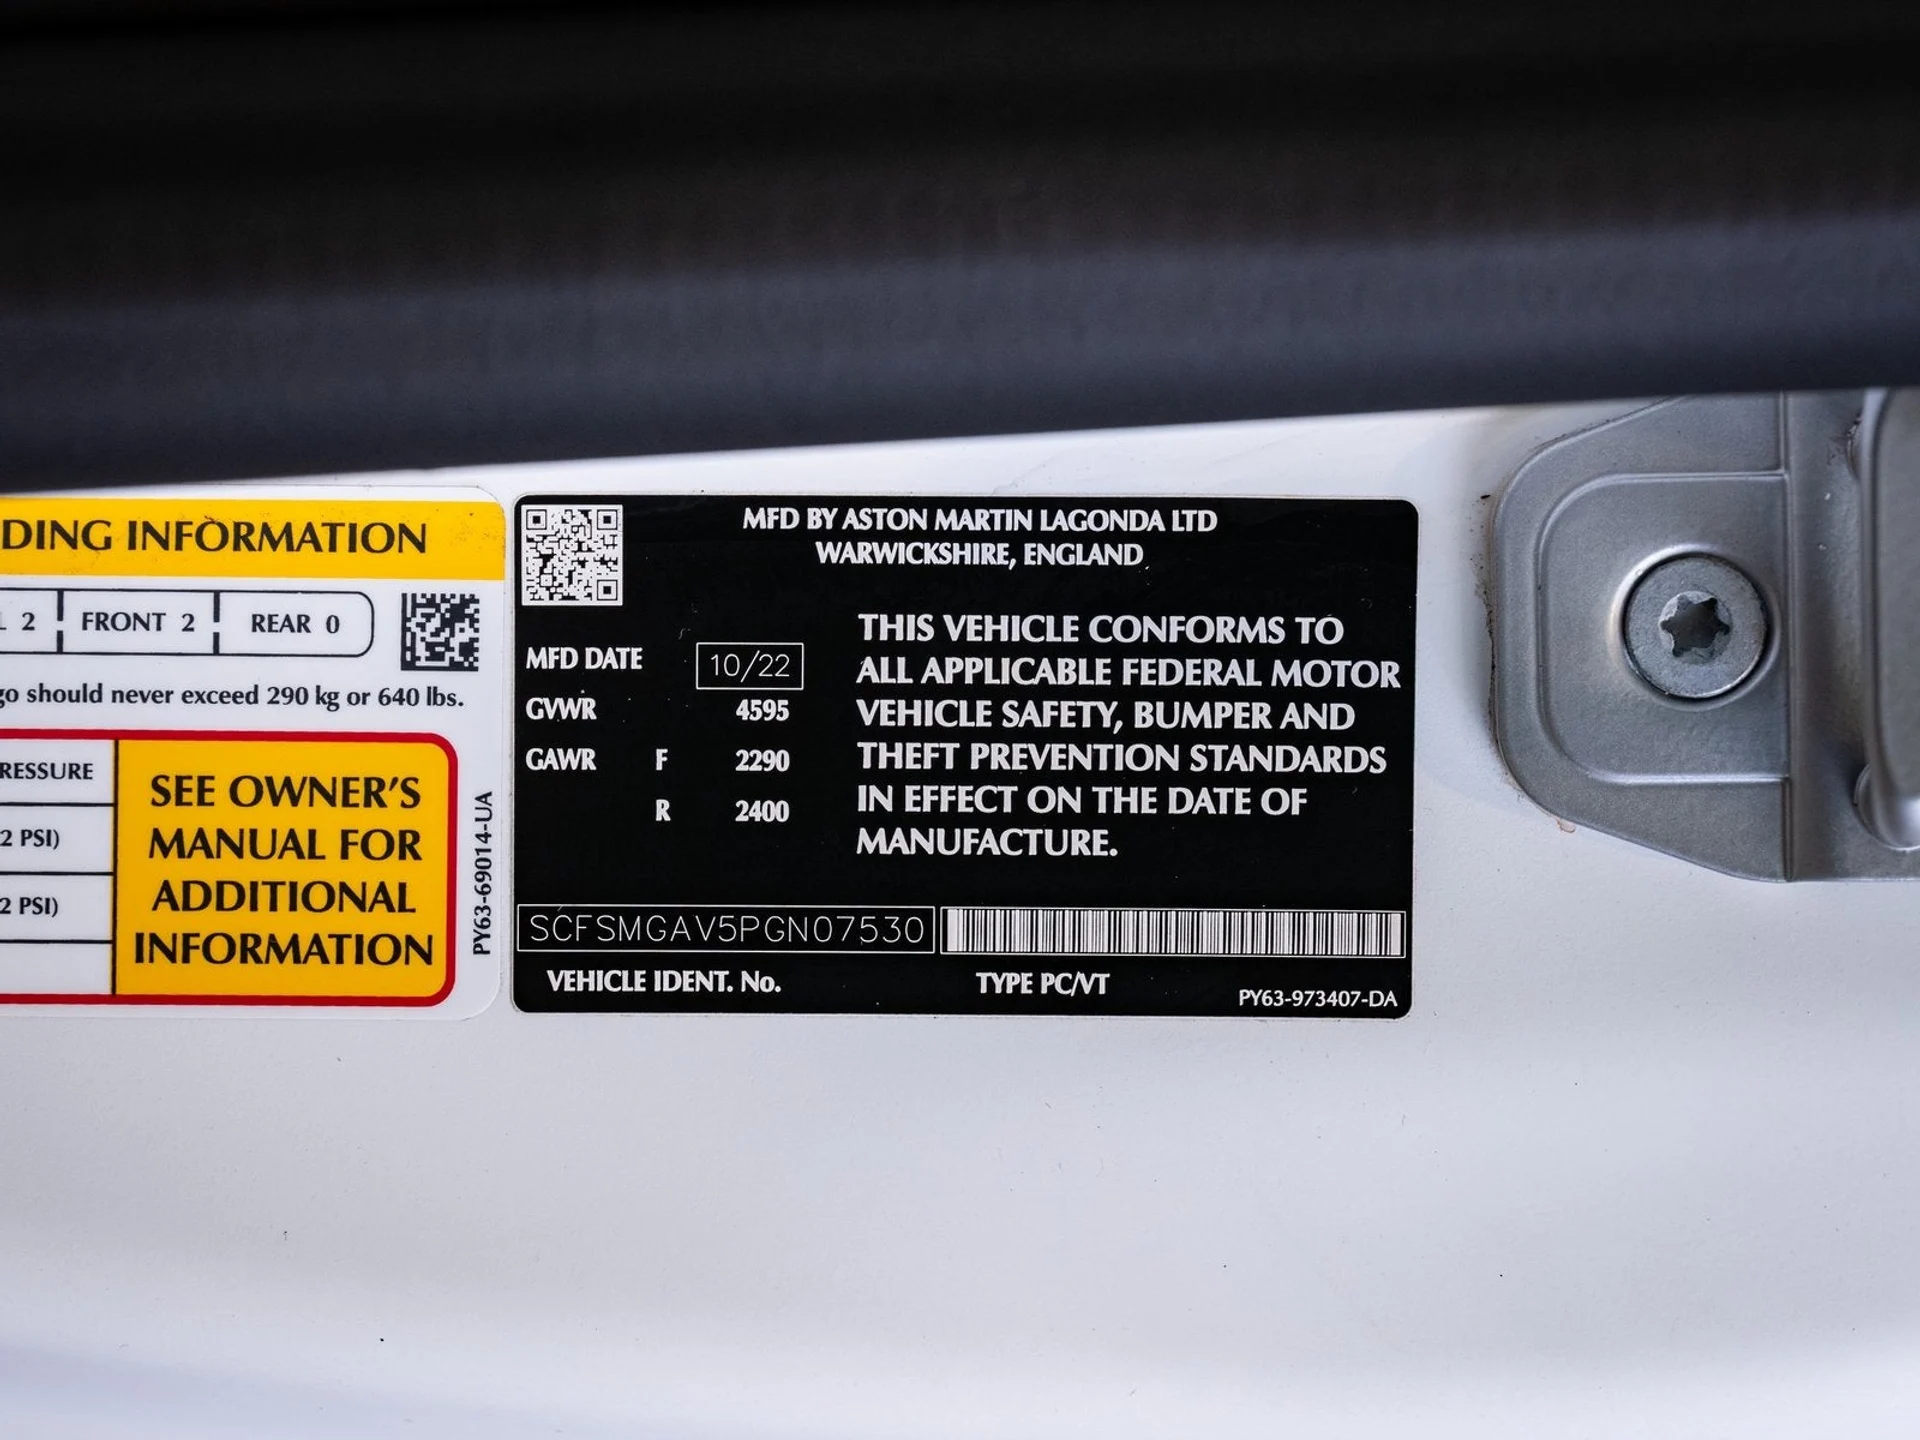 DING INFORMATION
L 2 FRONT 2 REAR 0
go should never exceed 290 kg or 640 lbs.
RESSURE
2 PSI)
2 PSI)
SEE OWNER'S
MANUAL FOR
ADDITIONAL
INFORMATION
PY63-69014-UA
MFD BY ASTON MARTIN LAGONDA LTD
WARWICKSHIRE, ENGLAND
MFD DATE 10/22
GVWR 4595
GAWR F 2290
R 2400
THIS VEHICLE CONFORMS TO
ALL APPLICABLE FEDERAL MOTOR
VEHICLE SAFETY, BUMPER AND
THEFT PREVENTION STANDARDS
IN EFFECT ON THE DATE OF
MANUFACTURE.
SCFSMGAV5PGN07530
VEHICLE IDENT. No. TYPE PC/VT
PY63-973407-DA